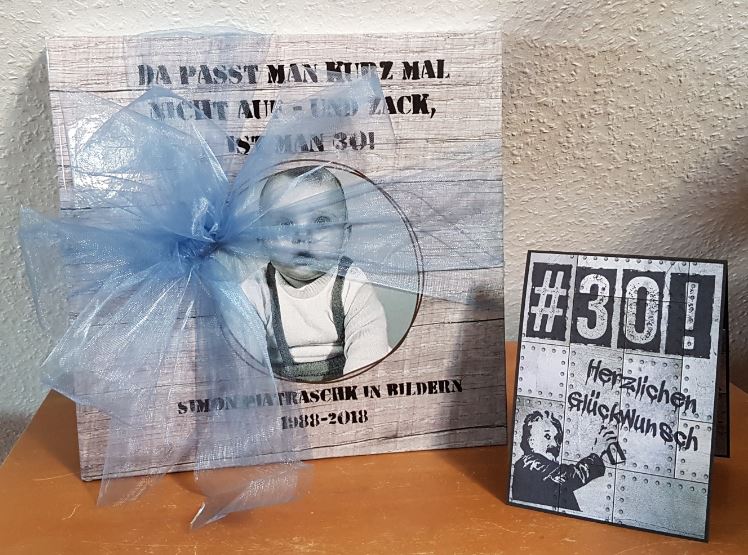 DA PASST MAN KURZ MAL
NICHT AUF - UND ZACK,
IST MAN 30!
SIMON PIATRASCHK IN BILDERN
1988-2018
#30!
Herzlichen
Glückwunsch